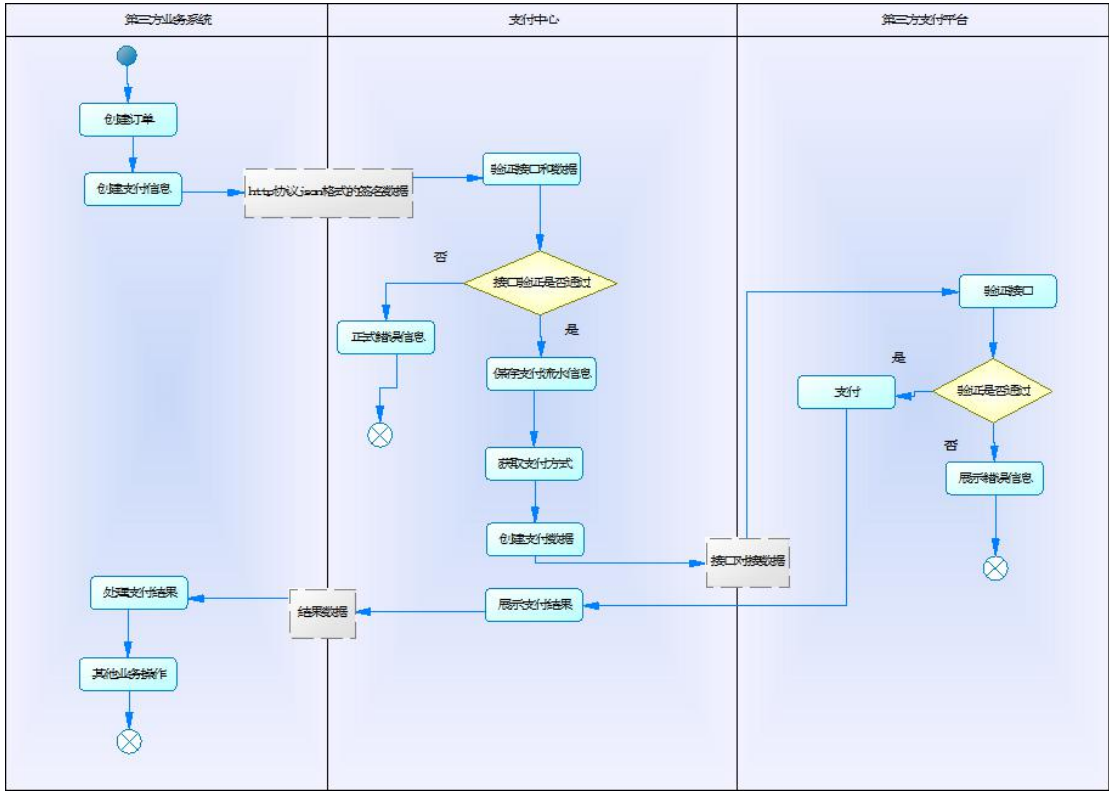 第三方业务系统
支付中心
第三方支付平台
创建订单
创建支付信息
http协议json格式的签名数据
验证接口和数据
否
接口验证是否通过
是
正式错误信息
保存支付流水信息
获取支付方式
创建支付数据
接口对接数据
验证接口
是
验证是否通过
支付
否
展示错误信息
展示支付结果
结果数据
处理支付结果
其他业务操作